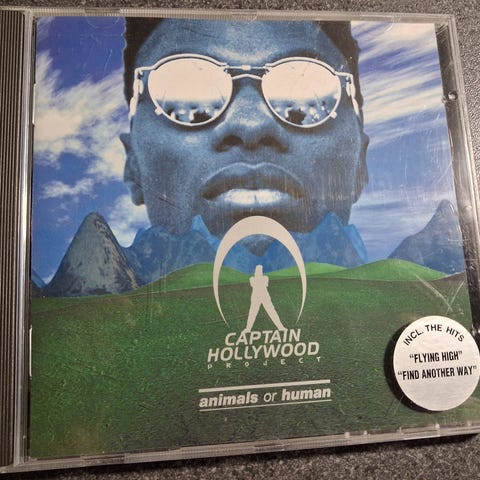 CAPTAIN
HOLLYWOOD
PROJECT
animals or human
INCL. THE HITS
"FLYING HIGH"
"FIND ANOTHER WAY"